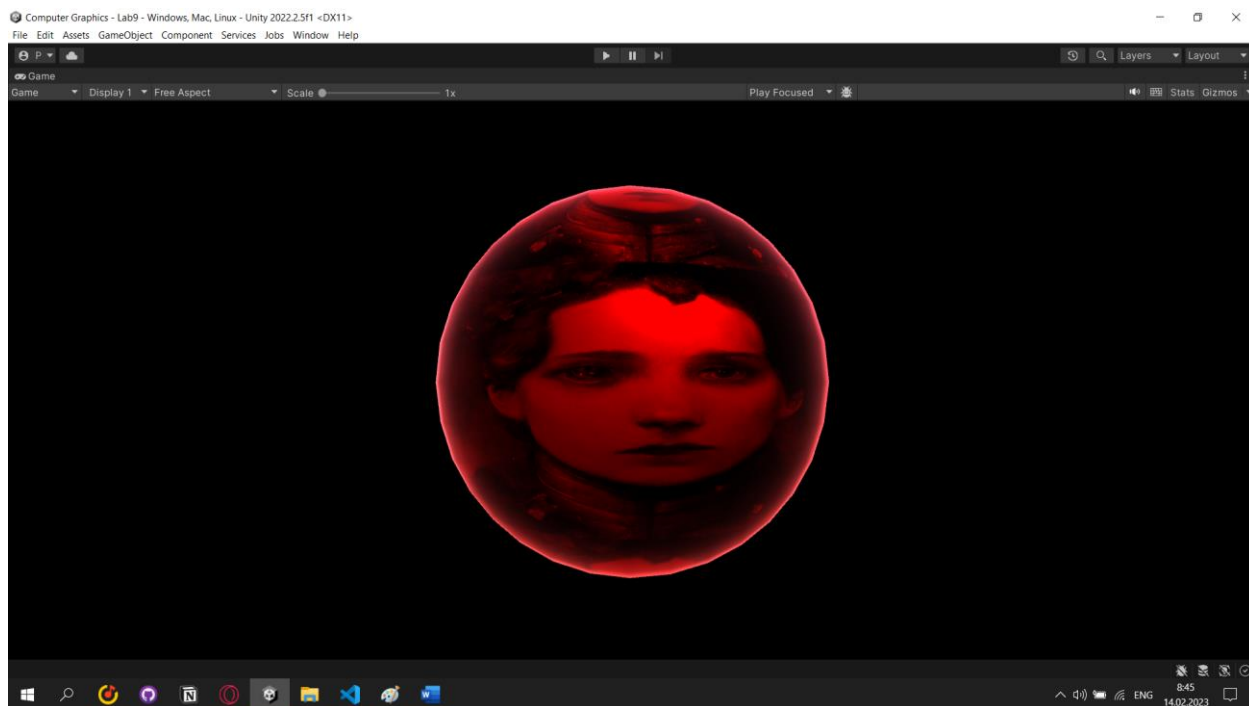 Computer Graphics - Lab9 - Windows, Mac, Linux - Unity 2022.2.5f1 <DX11>
File Edit Assets GameObject Component Services Jobs Window Help
P Layers Layout
Game
Game Display 1 Free Aspect Scale 1x Play Focused Stats Gizmos
ENG 8:45
14.02.2023